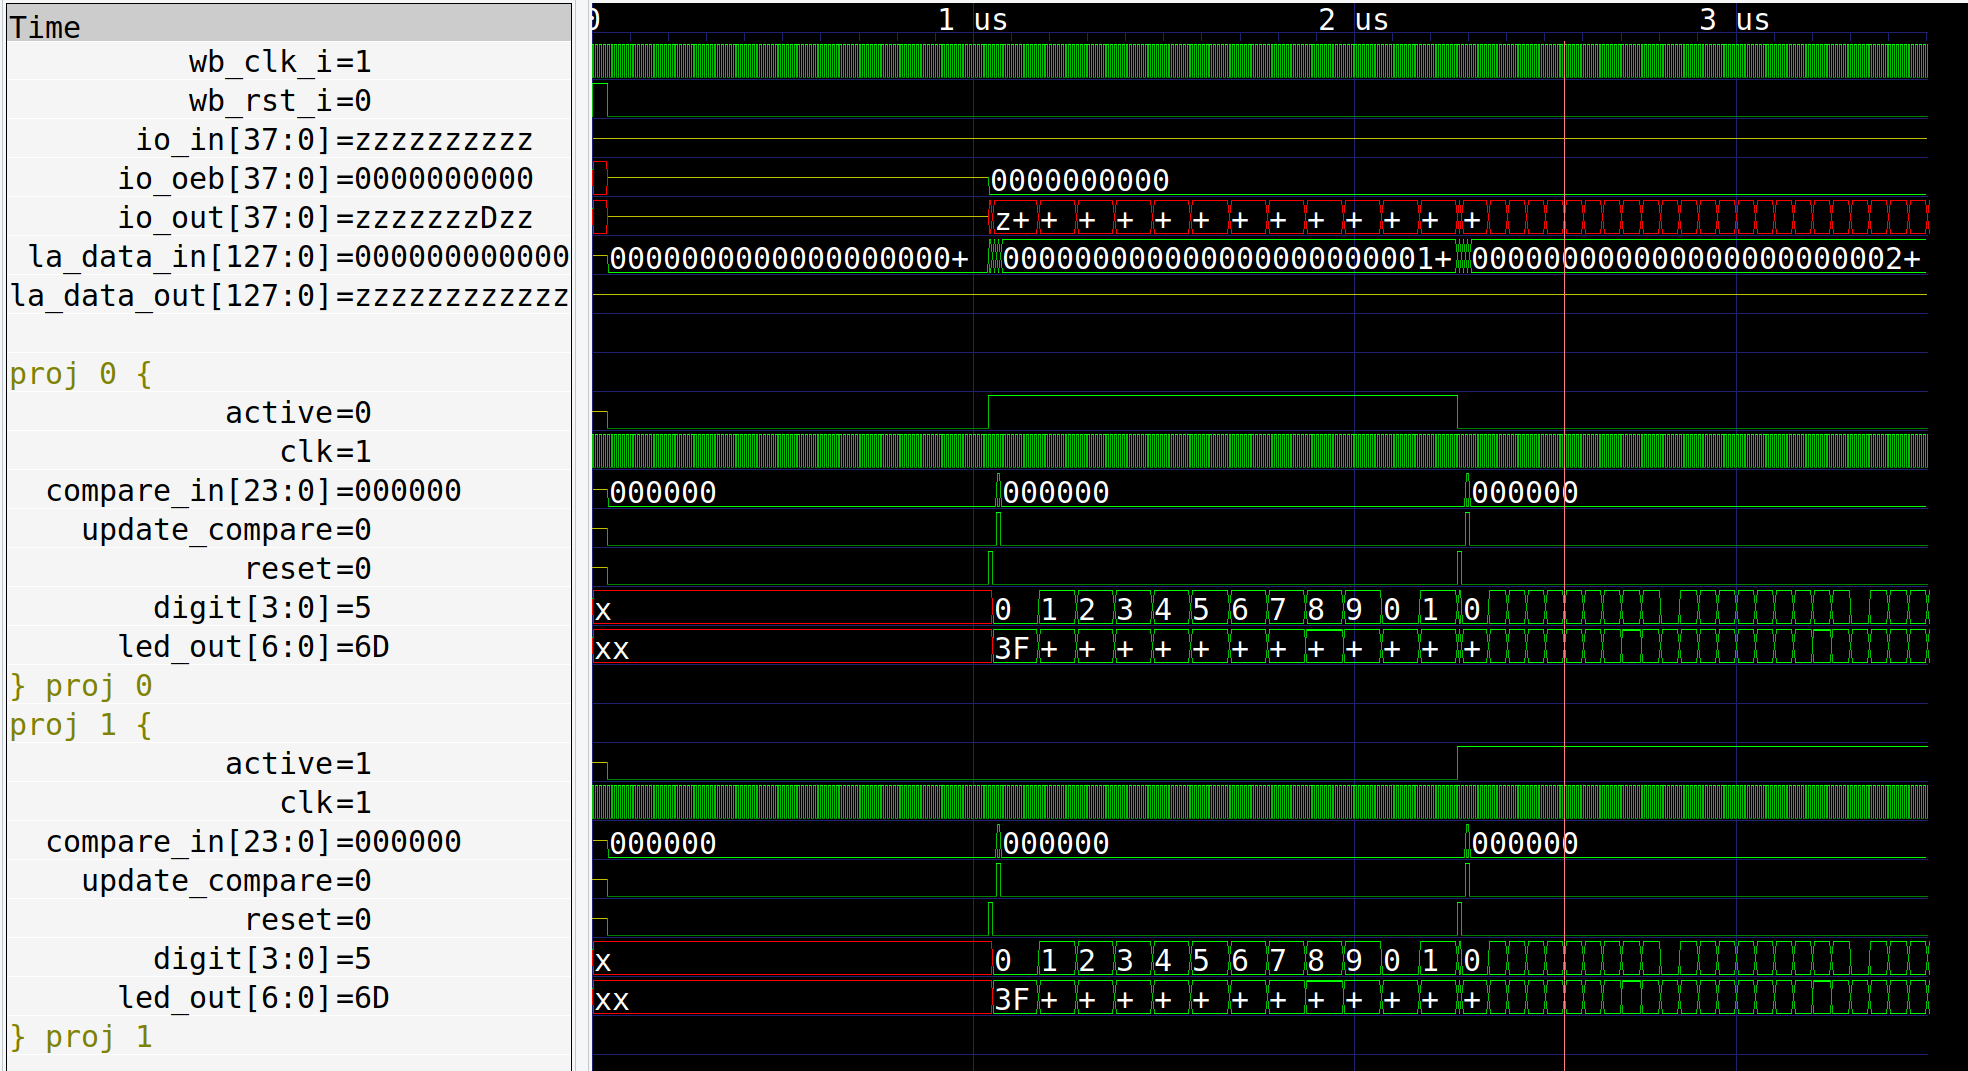 Time 0 1 us 2 us 3 us
wb_clk_i=1
wb_rst_i=0
io_in[37:0]=zzzzzzzzzz
io_oeb[37:0]=0000000000 0000000000
io_out[37:0]=zzzzzzzDzz z+ + + + + + + + + + + +
la_data_in[127:0]=000000000000 00000000000000000000+ 0000000000000000000000001+ 0000000000000000000000002+
la_data_out[127:0]=zzzzzzzzzzzz
proj 0 {
active=0
clk=1
compare_in[23:0]=000000 000000 000000 000000
update_compare=0
reset=0
digit[3:0]=5 x 0 1 2 3 4 5 6 7 8 9 0 1 0
led_out[6:0]=6D xx 3F + + + + + + + + + + + +
} proj 0
proj 1 {
active=1
clk=1
compare_in[23:0]=000000 000000 000000 000000
update_compare=0
reset=0
digit[3:0]=5 x 0 1 2 3 4 5 6 7 8 9 0 1 0
led_out[6:0]=6D xx 3F + + + + + + + + + + + +
} proj 1